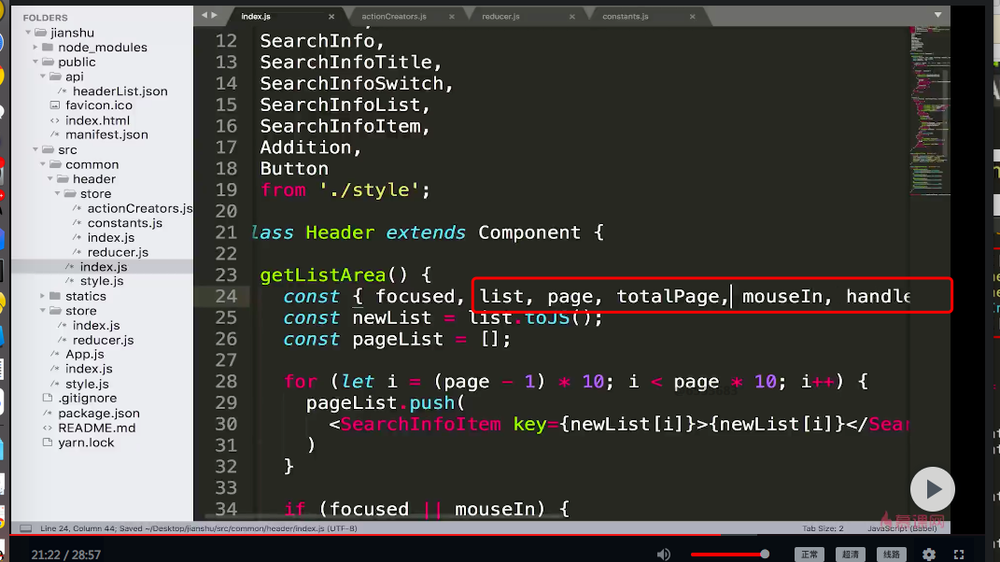 FOLDERS
jianshu
node_modules
public
api
headerList.json
favicon.ico
index.html
manifest.json
src
common
header
store
actionCreators.js
constants.js
index.js
reducer.js
index.js
style.js
statics
store
index.js
reducer.js
App.js
index.js
style.js
.gitignore
package.json
README.md
yarn.lock
index.js × actionCreators.js × reducer.js × constants.js ×
12 SearchInfo,
13 SearchInfoTitle,
14 SearchInfoSwitch,
15 SearchInfoList,
16 SearchInfoItem,
17 Addition,
18 Button
19 from './style';
20
21 lass Header extends Component {
22
23 getListArea() {
24 const { focused, list, page, totalPage, mouseIn, handle
25 const newList = list.toJS();
26 const pageList = [];
27
28 for (let i = (page - 1) * 10; i < page * 10; i++) {
29 pageList.push(
30 <SearchInfoItem key={newList[i]}>{newList[i]}</Sear
31 )
32 }
33
34 if (focused || mouseIn) {
慕课网
Line 24, Column 44; Saved ~/Desktop/jianshu/src/common/header/index.js (UTF-8) Tab Size: 2 JavaScript (Babel)
21:22 / 28:57 正常 超清 线路